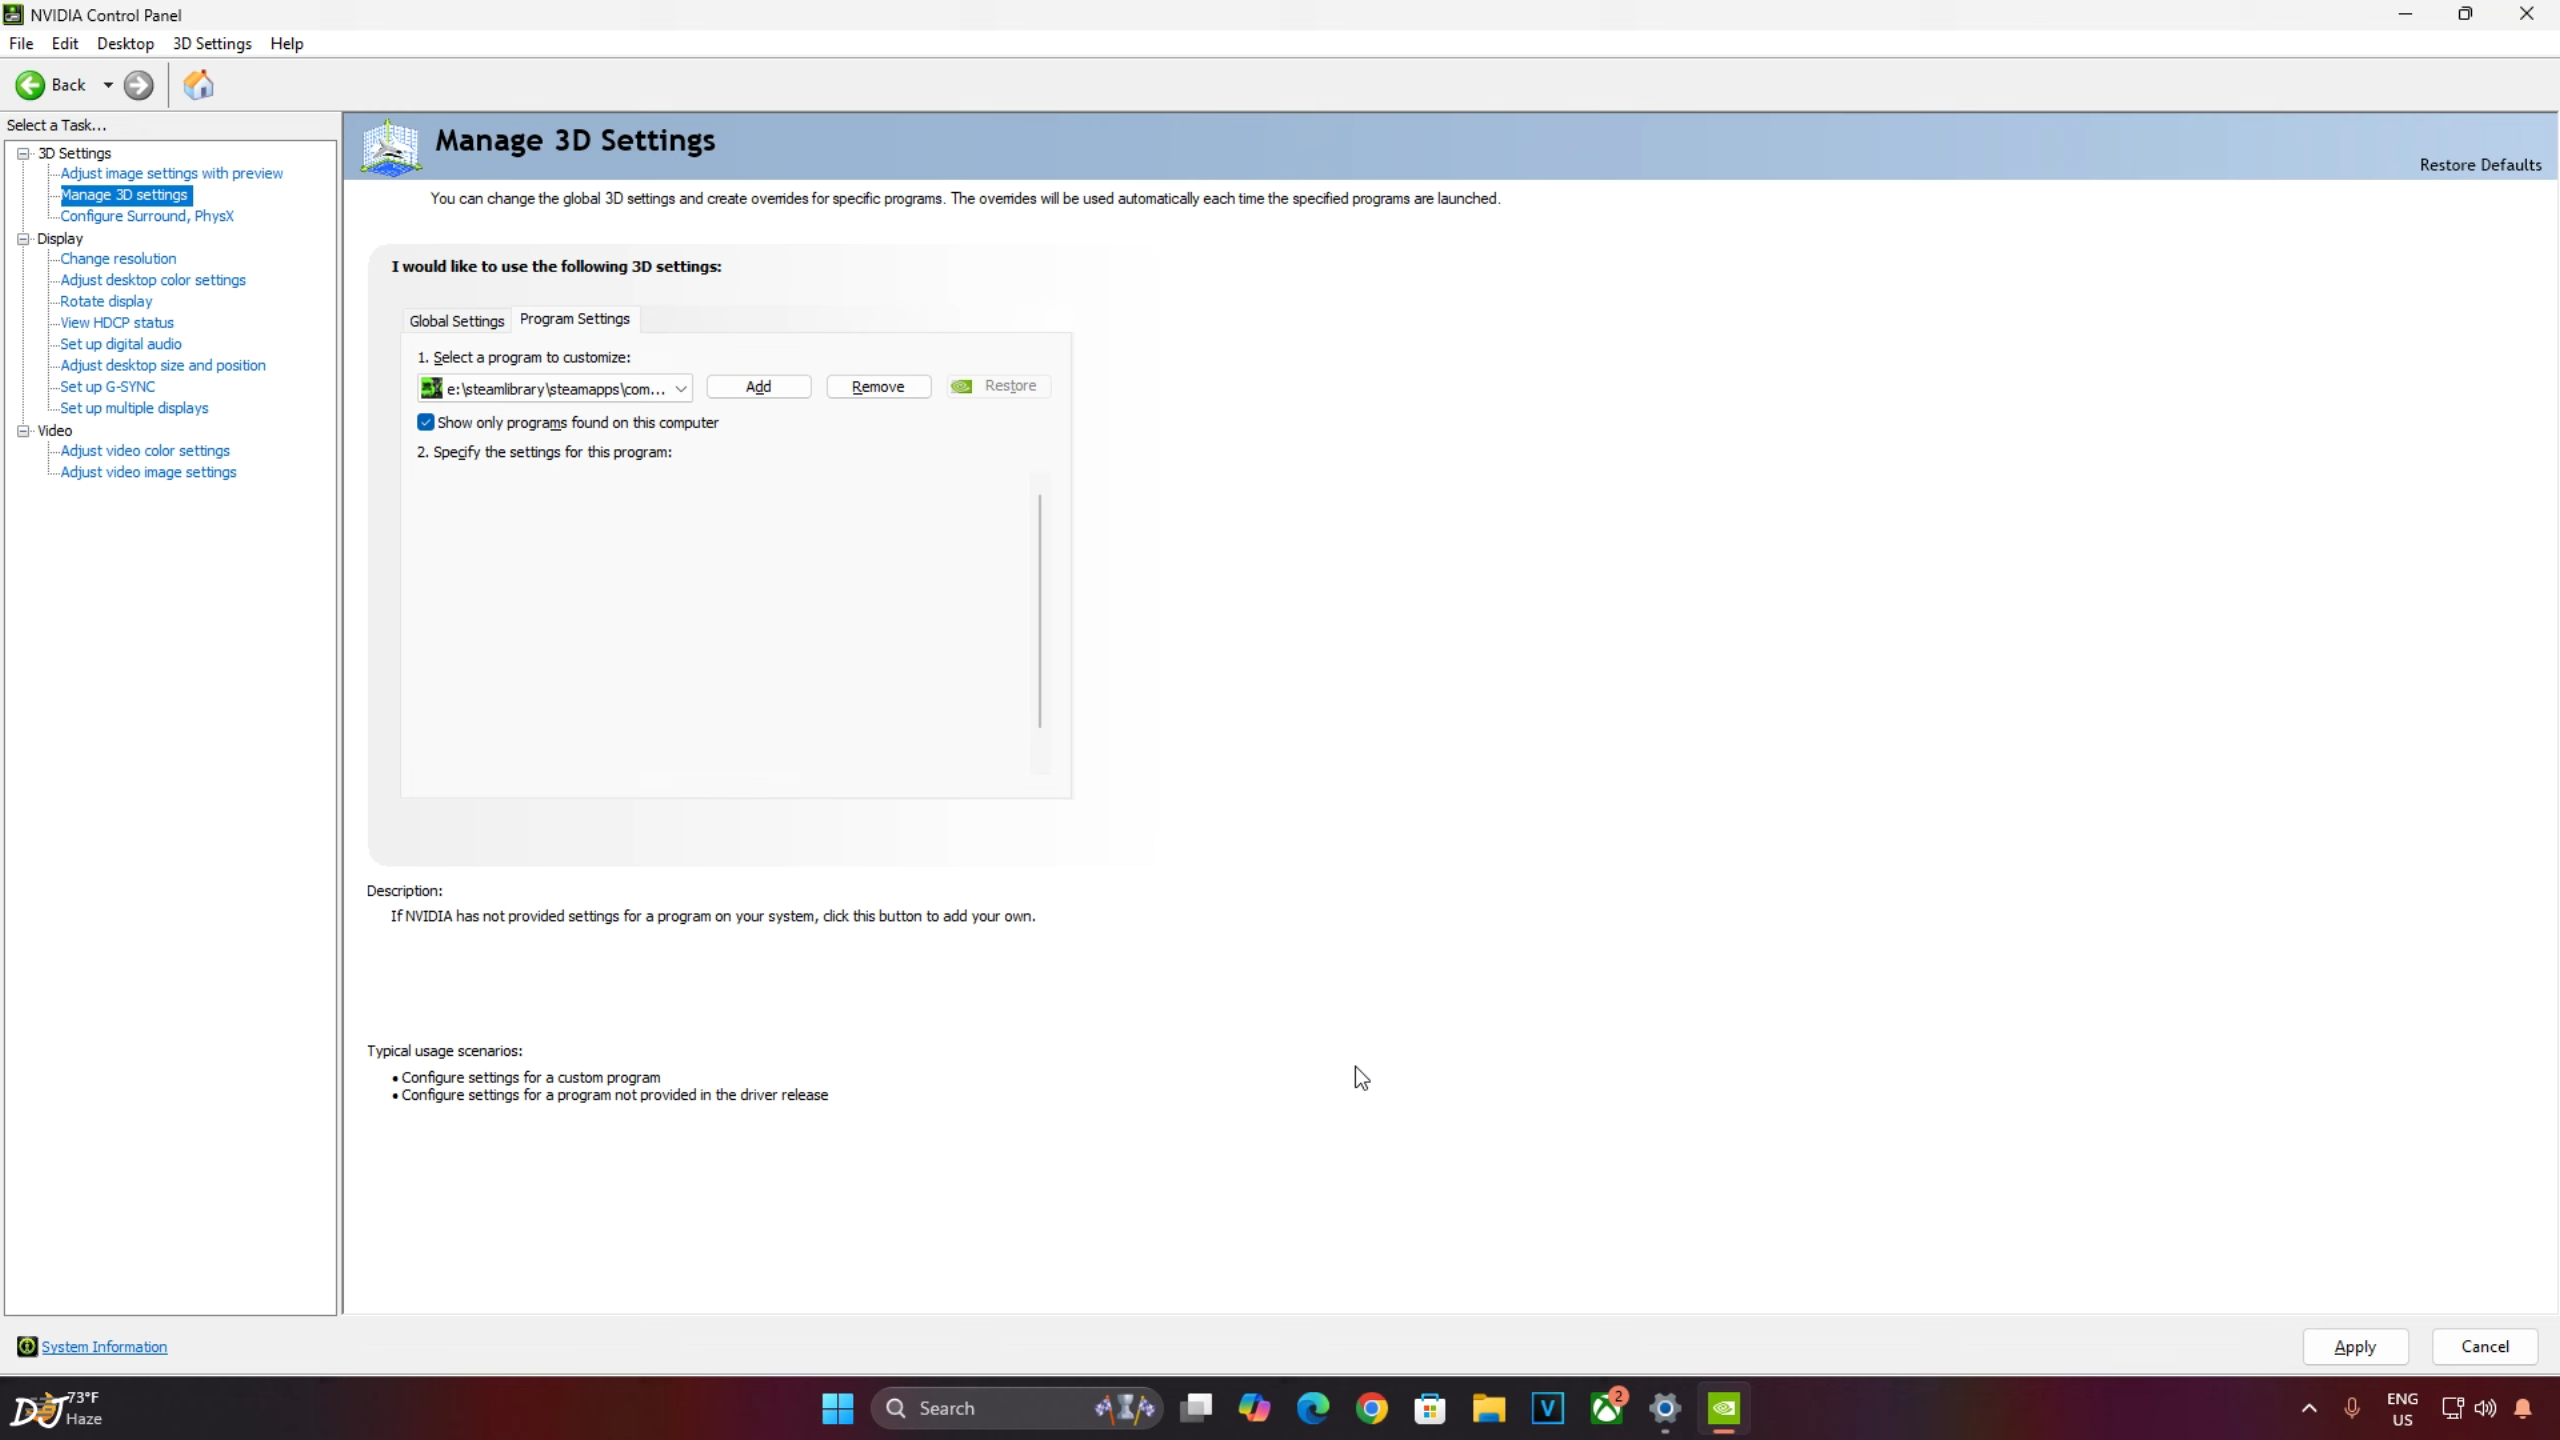 NVIDIA Control Panel
File Edit Desktop 3D Settings Help
Back
Select a Task...
3D Settings
Adjust image settings with preview
Manage 3D settings
Configure Surround, PhysX
Display
Change resolution
Adjust desktop color settings
Rotate display
View HDCP status
Set up digital audio
Adjust desktop size and position
Set up G-SYNC
Set up multiple displays
Video
Adjust video color settings
Adjust video image settings
Manage 3D Settings
Restore Defaults
You can change the global 3D settings and create overrides for specific programs. The overrides will be used automatically each time the specified programs are launched.
I would like to use the following 3D settings:
Global Settings Program Settings
1. Select a program to customize:
e:\steamlibrary\steamapps\com... Add Remove Restore
Show only programs found on this computer
2. Specify the settings for this program:
Description:
If NVIDIA has not provided settings for a program on your system, click this button to add your own.
Typical usage scenarios:
• Configure settings for a custom program
• Configure settings for a program not provided in the driver release
System Information
Apply Cancel
DJ
73°F
Haze
Search
V
2
ENG
US